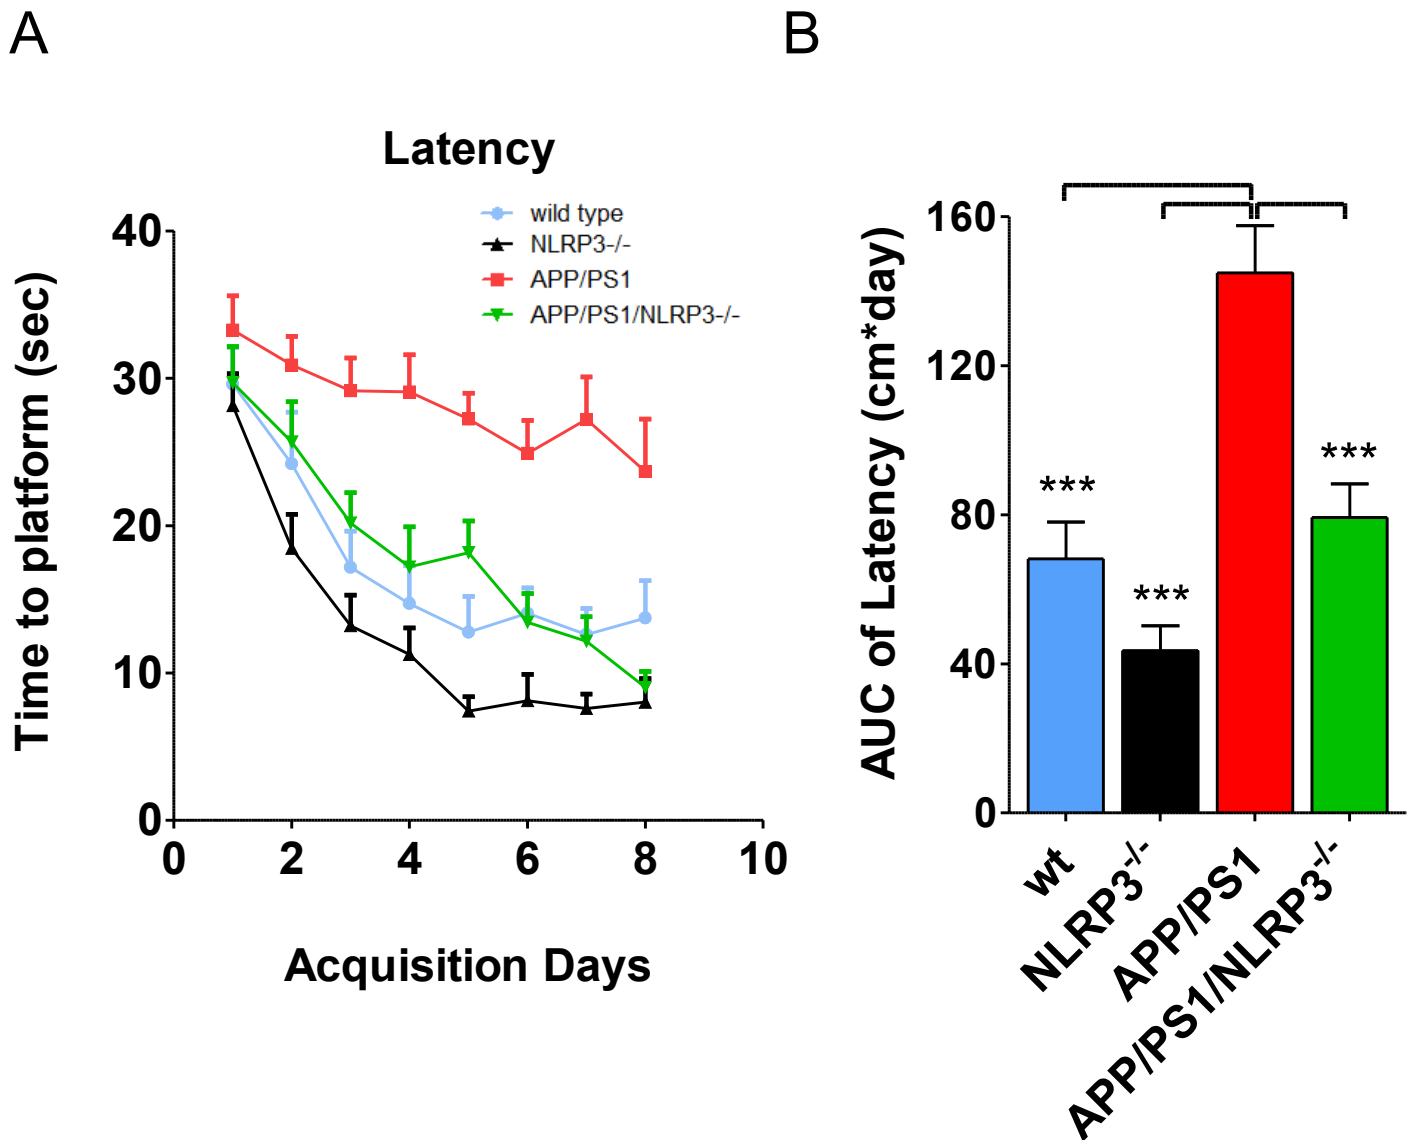 A
Latency
wild type
NLRP3-/-
APP/PS1
APP/PS1/NLRP3-/-
Time to platform (sec)
40
30
20
10
0
0 2 4 6 8 10
Acquisition Days
B
AUC of Latency (cm*day)
160
120
80
40
0
***
***
***
wt
NLRP3-/-
APP/PS1
APP/PS1/NLRP3-/-